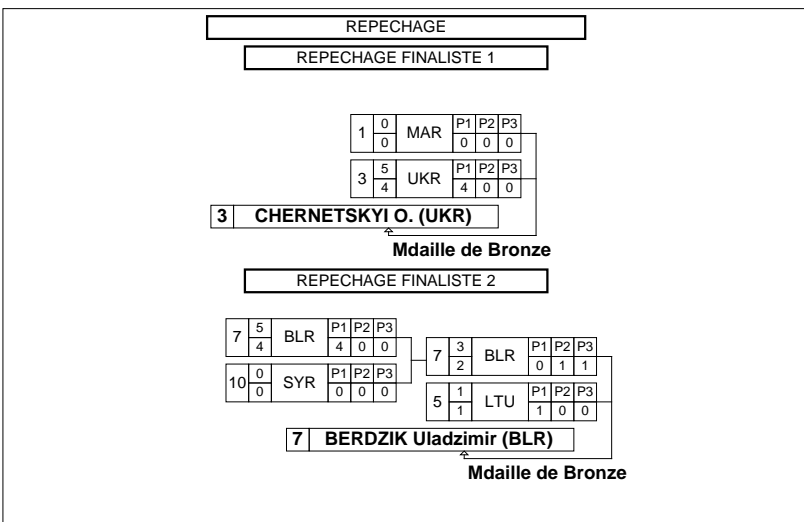 REPECHAGE
REPECHAGE FINALISTE 1
1 0 MAR P1 P2 P3
0 0 0 0
3 5 UKR P1 P2 P3
4 4 0 0
3 CHERNETSKYI O. (UKR)
Mdaille de Bronze
REPECHAGE FINALISTE 2
7 5 BLR P1 P2 P3
4 4 0 0
10 0 SYR P1 P2 P3
0 0 0 0
7 3 BLR P1 P2 P3
2 0 1 1
5 1 LTU P1 P2 P3
1 1 0 0
7 BERDZIK Uladzimir (BLR)
Mdaille de Bronze